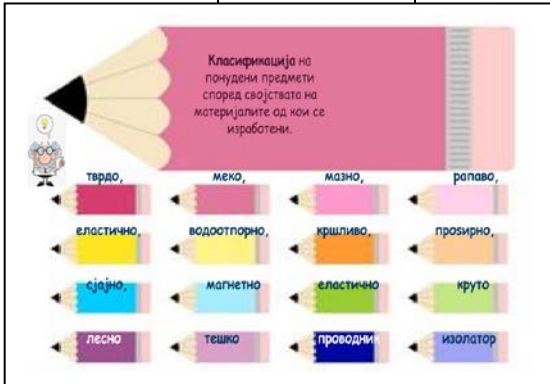 Класификација на
понудени предмети
според својствата на
материјалите од кои се
изработени.
тврдо, меко, мазно, рапаво,
еластично, водоотпорно, кршливо, проѕирно,
сјајно, магнетно еластично круто
лесно тешко проводник изолатор